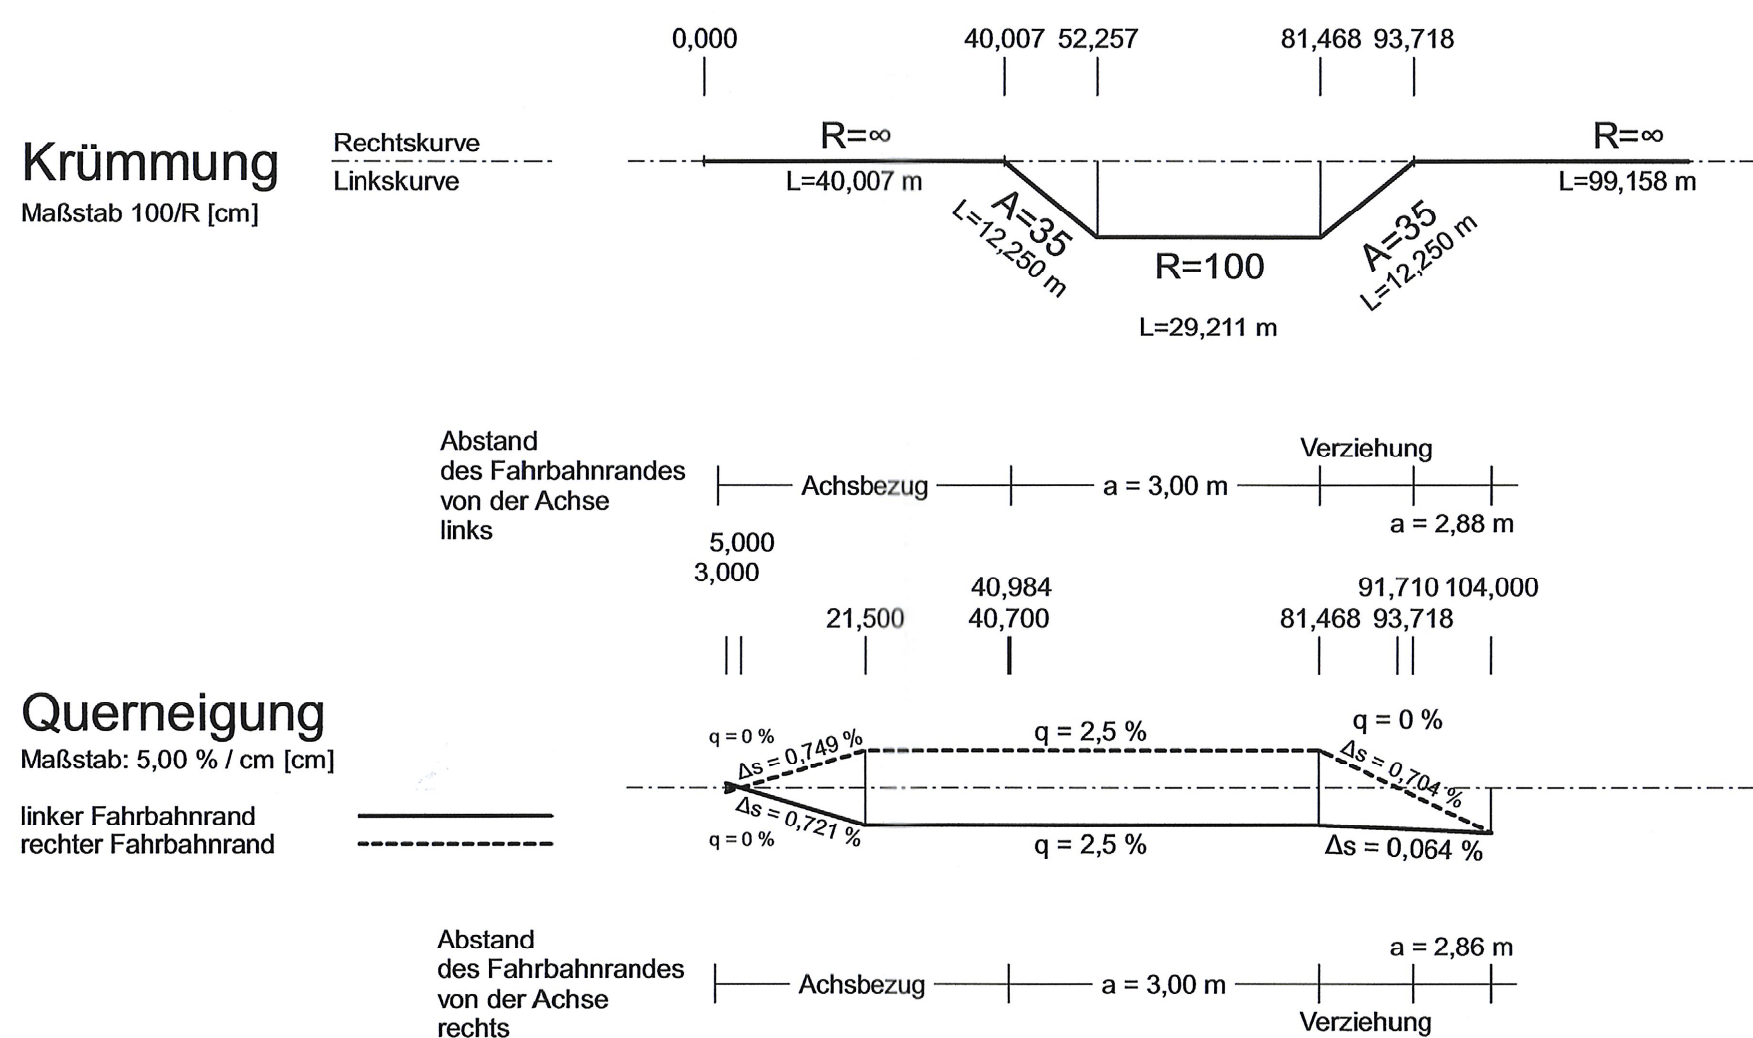 0,000 40,007 52,257 81,468 93,718
Krümmung
Maßstab 100/R [cm]
Rechtskurve
Linkskurve
R=∞
L=40,007 m
A=35
L=12,250 m
R=100
L=29,211 m
A=35
L=12,250 m
R=∞
L=99,158 m
Abstand
des Fahrbahnrandes
von der Achse
links
Achsbezug
a = 3,00 m
Verziehung
a = 2,88 m
5,000
3,000
40,984 91,710 104,000
21,500 40,700 81,468 93,718
Querneigung
Maßstab: 5,00 % / cm [cm]
linker Fahrbahnrand
rechter Fahrbahnrand
q = 0 %
Δs = 0,749 %
Δs = 0,721 %
q = 0 %
q = 2,5 %
q = 2,5 %
q = 0 %
Δs = 0,704 %
Δs = 0,064 %
Abstand
des Fahrbahnrandes
von der Achse
rechts
Achsbezug
a = 3,00 m
a = 2,86 m
Verziehung